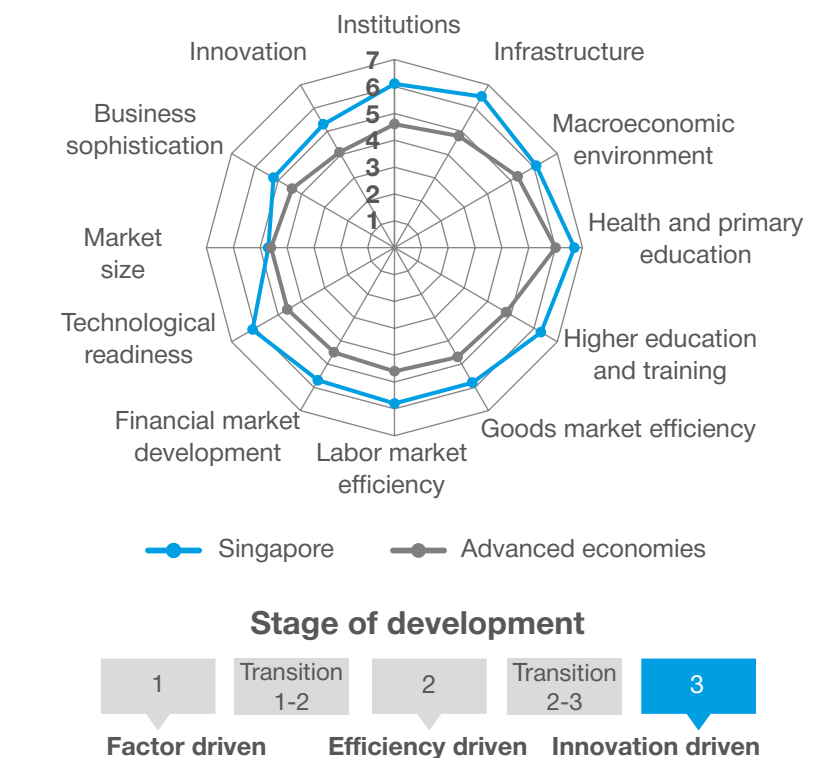 Institutions
Innovation
Infrastructure
7
6
5
4
3
2
1
Business
sophistication
Macroeconomic
environment
Market
size
Health and primary
education
Technological
readiness
Higher education
and training
Financial market
development
Goods market efficiency
Labor market
efficiency
Singapore
Advanced economies
Stage of development
1
Transition
1-2
2
Transition
2-3
3
Factor driven
Efficiency driven
Innovation driven